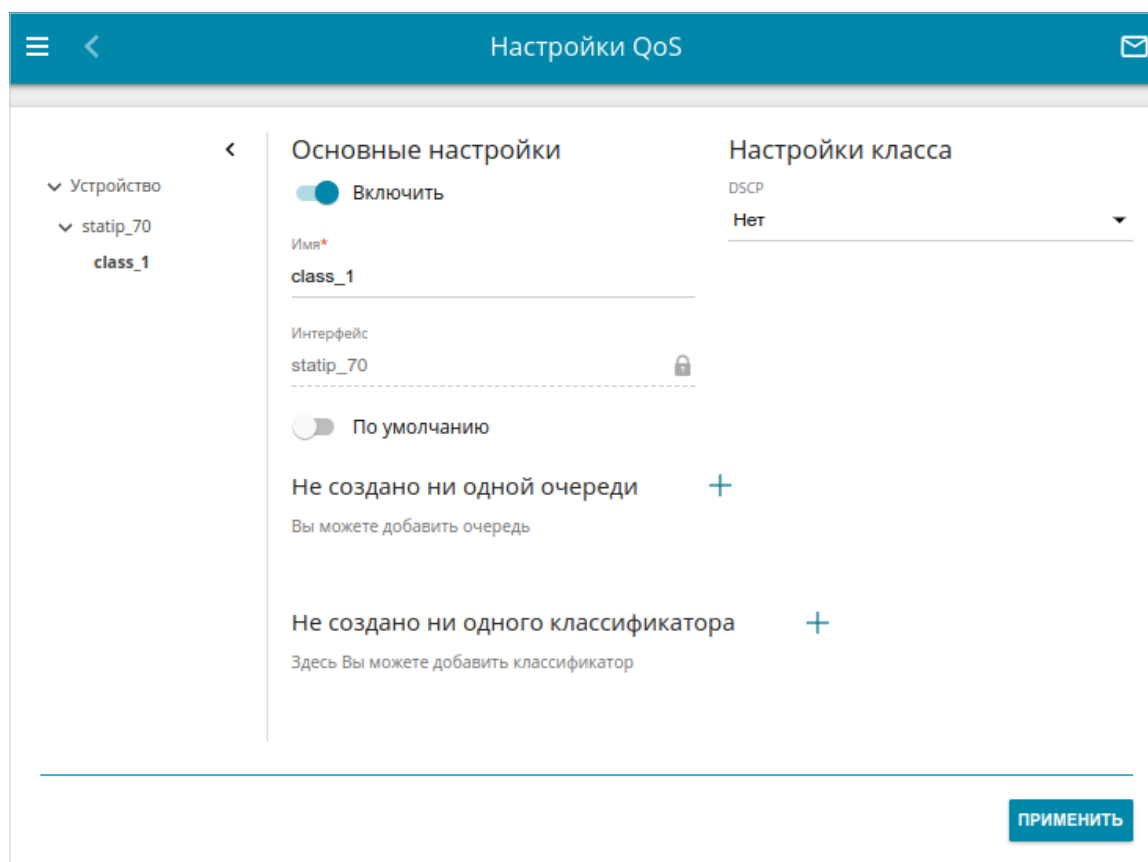 Настройки QoS
Устройство
statip_70
class_1
Основные настройки
Включить
Имя*
class_1
Интерфейс
statip_70
По умолчанию
Не создано ни одной очереди
Вы можете добавить очередь
Не создано ни одного классификатора
Здесь Вы можете добавить классификатор
Настройки класса
DSCP
Нет
ПРИМЕНИТЬ